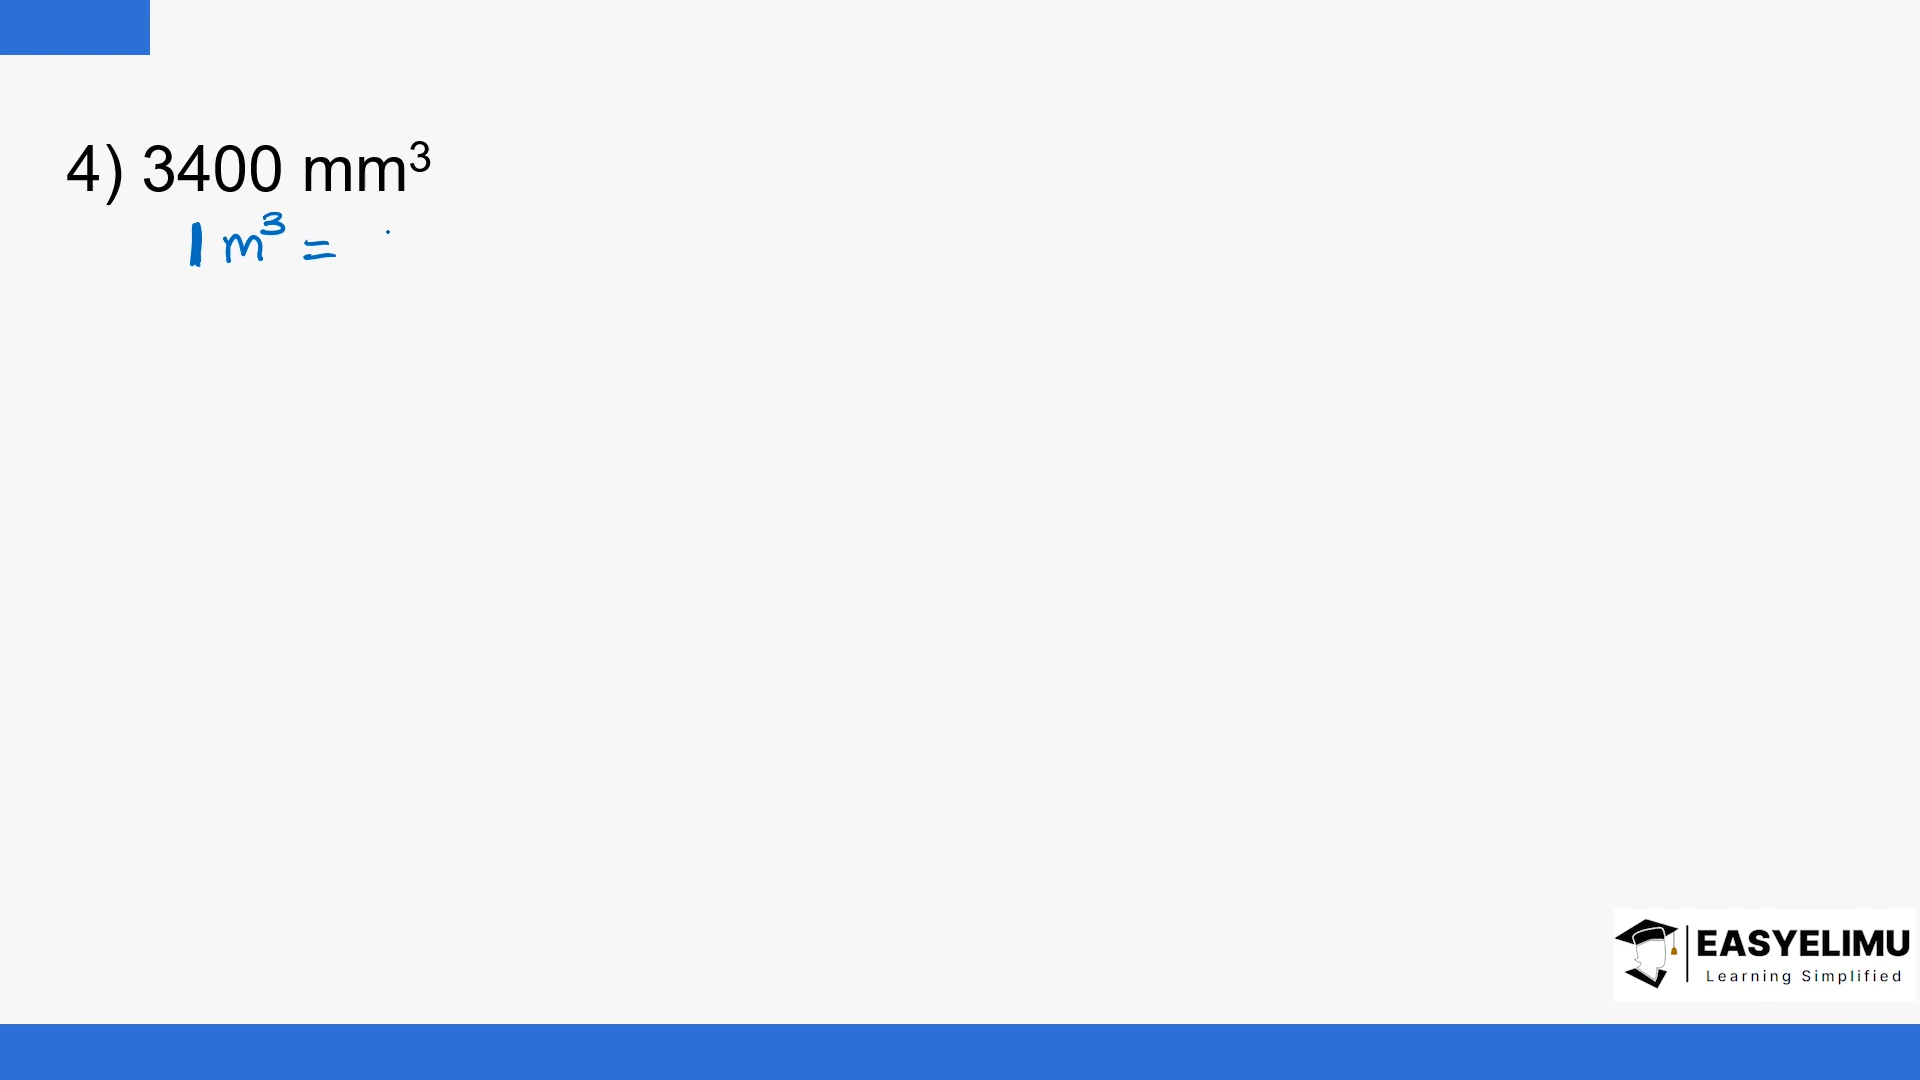 4) 3400 mm³
1 m³ =
EASYELIMU
Learning Simplified